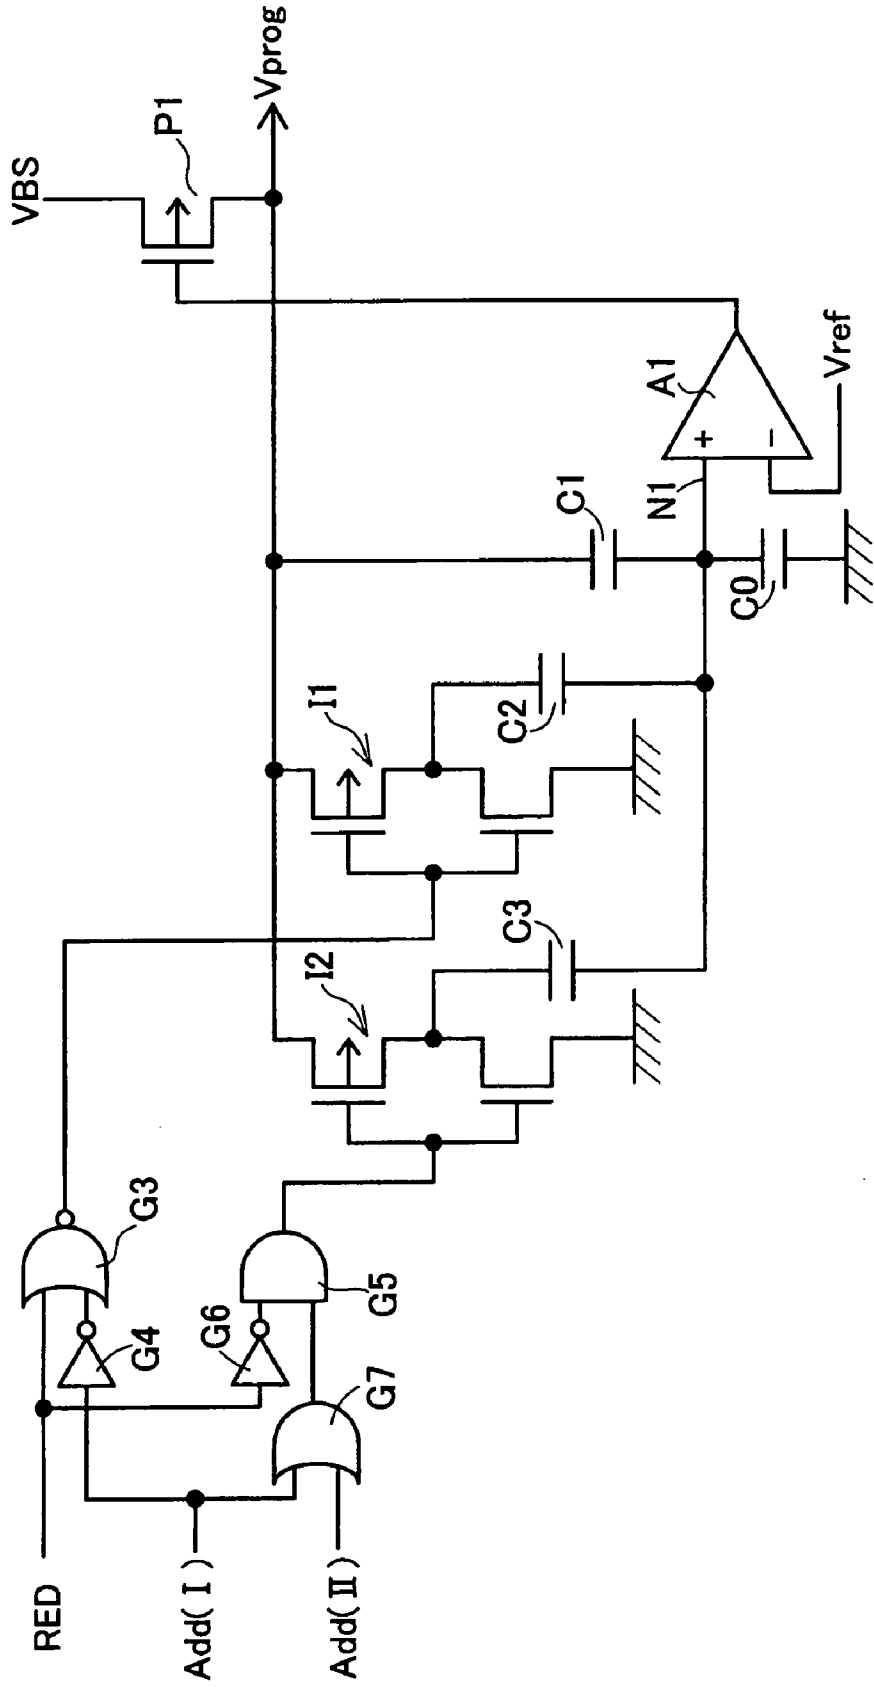 VBS
P1
Vprog
RED
Add( I )
Add( II )
G3
G4
G6
G5
G7
I2
I1
C3
C2
C1
C0
N1
A1
+
−
Vref